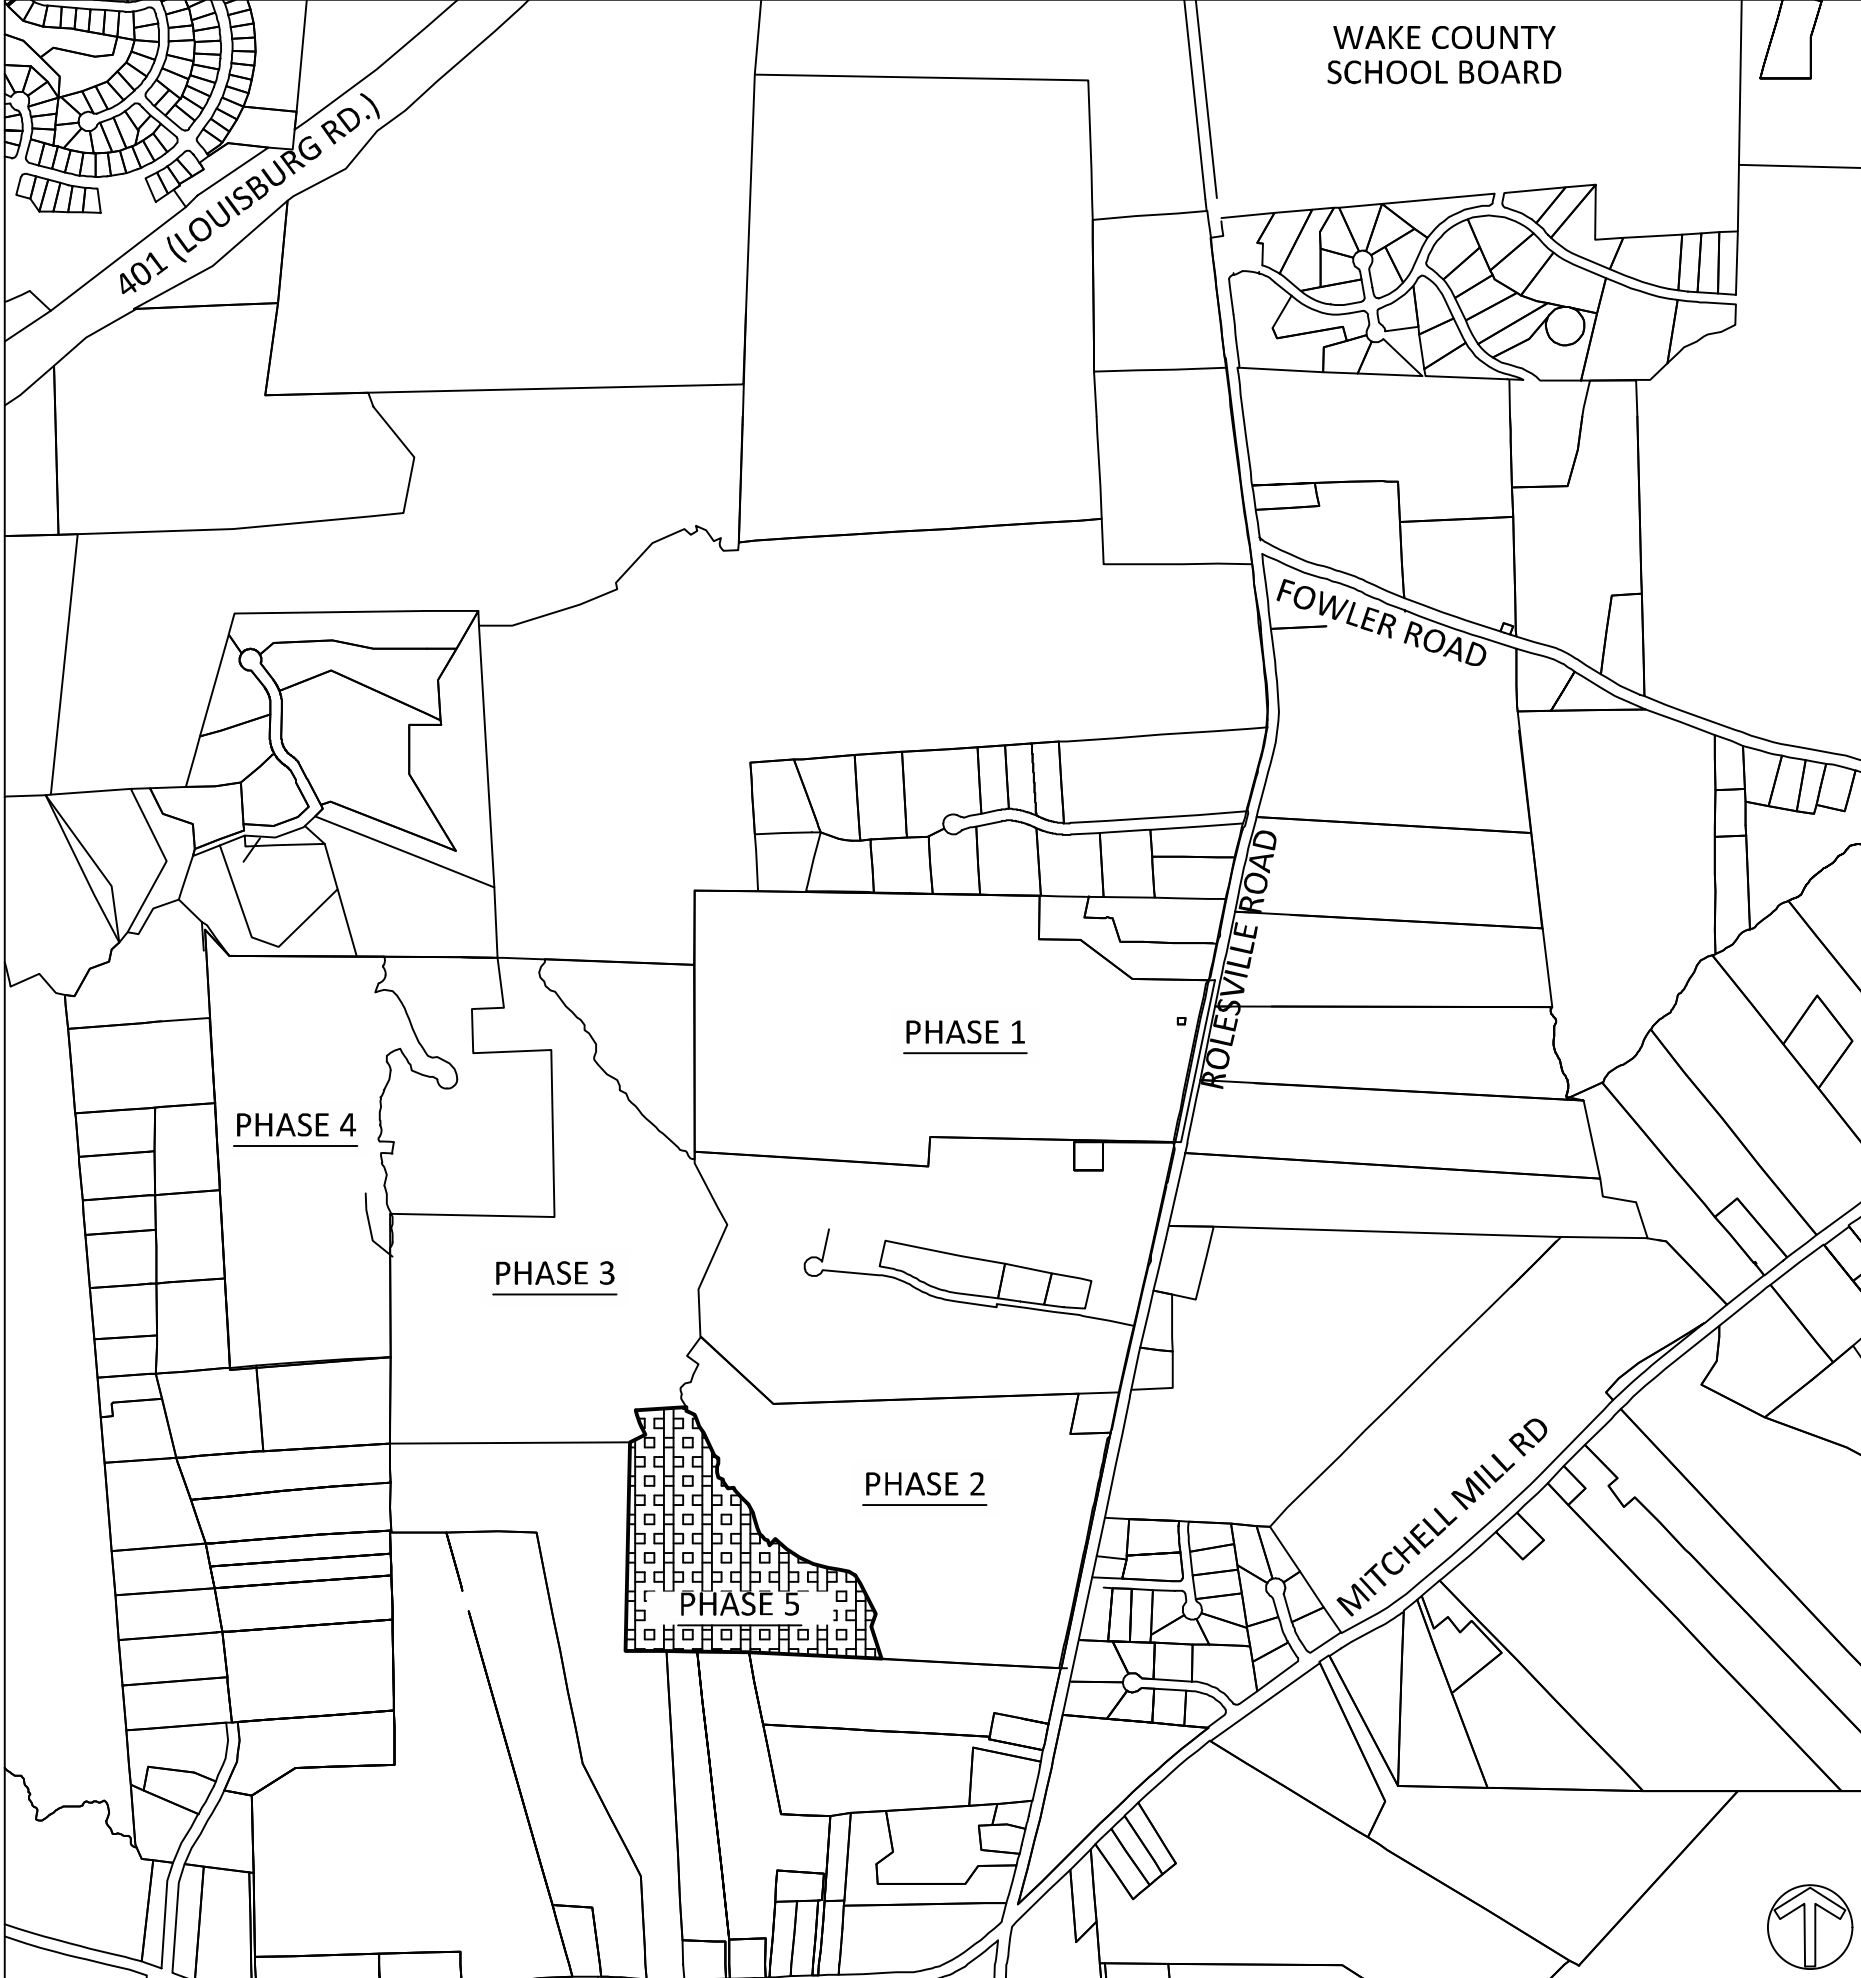 WAKE COUNTY
SCHOOL BOARD
401 (LOUISBURG RD.)
FOWLER ROAD
ROLESVILLE ROAD
PHASE 1
PHASE 4
PHASE 3
PHASE 2
MITCHELL MILL RD
PHASE 5